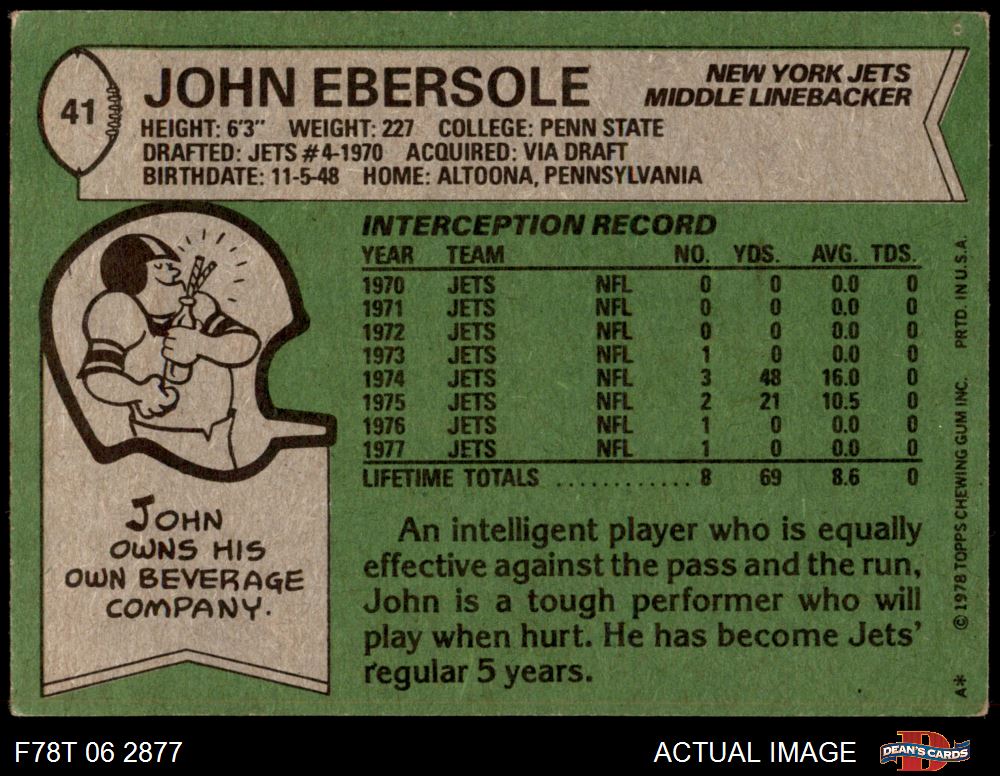 41
JOHN EBERSOLE
NEW YORK JETS
MIDDLE LINEBACKER
HEIGHT: 6'3" WEIGHT: 227 COLLEGE: PENN STATE
DRAFTED: JETS #4-1970 ACQUIRED: VIA DRAFT
BIRTHDATE: 11-5-48 HOME: ALTOONA, PENNSYLVANIA
INTERCEPTION RECORD
YEAR TEAM NO. YDS. AVG. TDS.
1970 JETS NFL 0 0 0.0 0
1971 JETS NFL 0 0 0.0 0
1972 JETS NFL 0 0 0.0 0
1973 JETS NFL 1 0 0.0 0
1974 JETS NFL 3 48 16.0 0
1975 JETS NFL 2 21 10.5 0
1976 JETS NFL 1 0 0.0 0
1977 JETS NFL 1 0 0.0 0
LIFETIME TOTALS ............ 8 69 8.6 0
JOHN
OWNS HIS
OWN BEVERAGE
COMPANY.
An intelligent player who is equally
effective against the pass and the run,
John is a tough performer who will
play when hurt. He has become Jets'
regular 5 years.
A* © 1978 TOPPS CHEWING GUM INC. PRTD. IN U.S.A.
F78T 06 2877
ACTUAL IMAGE
DEAN'S CARDS